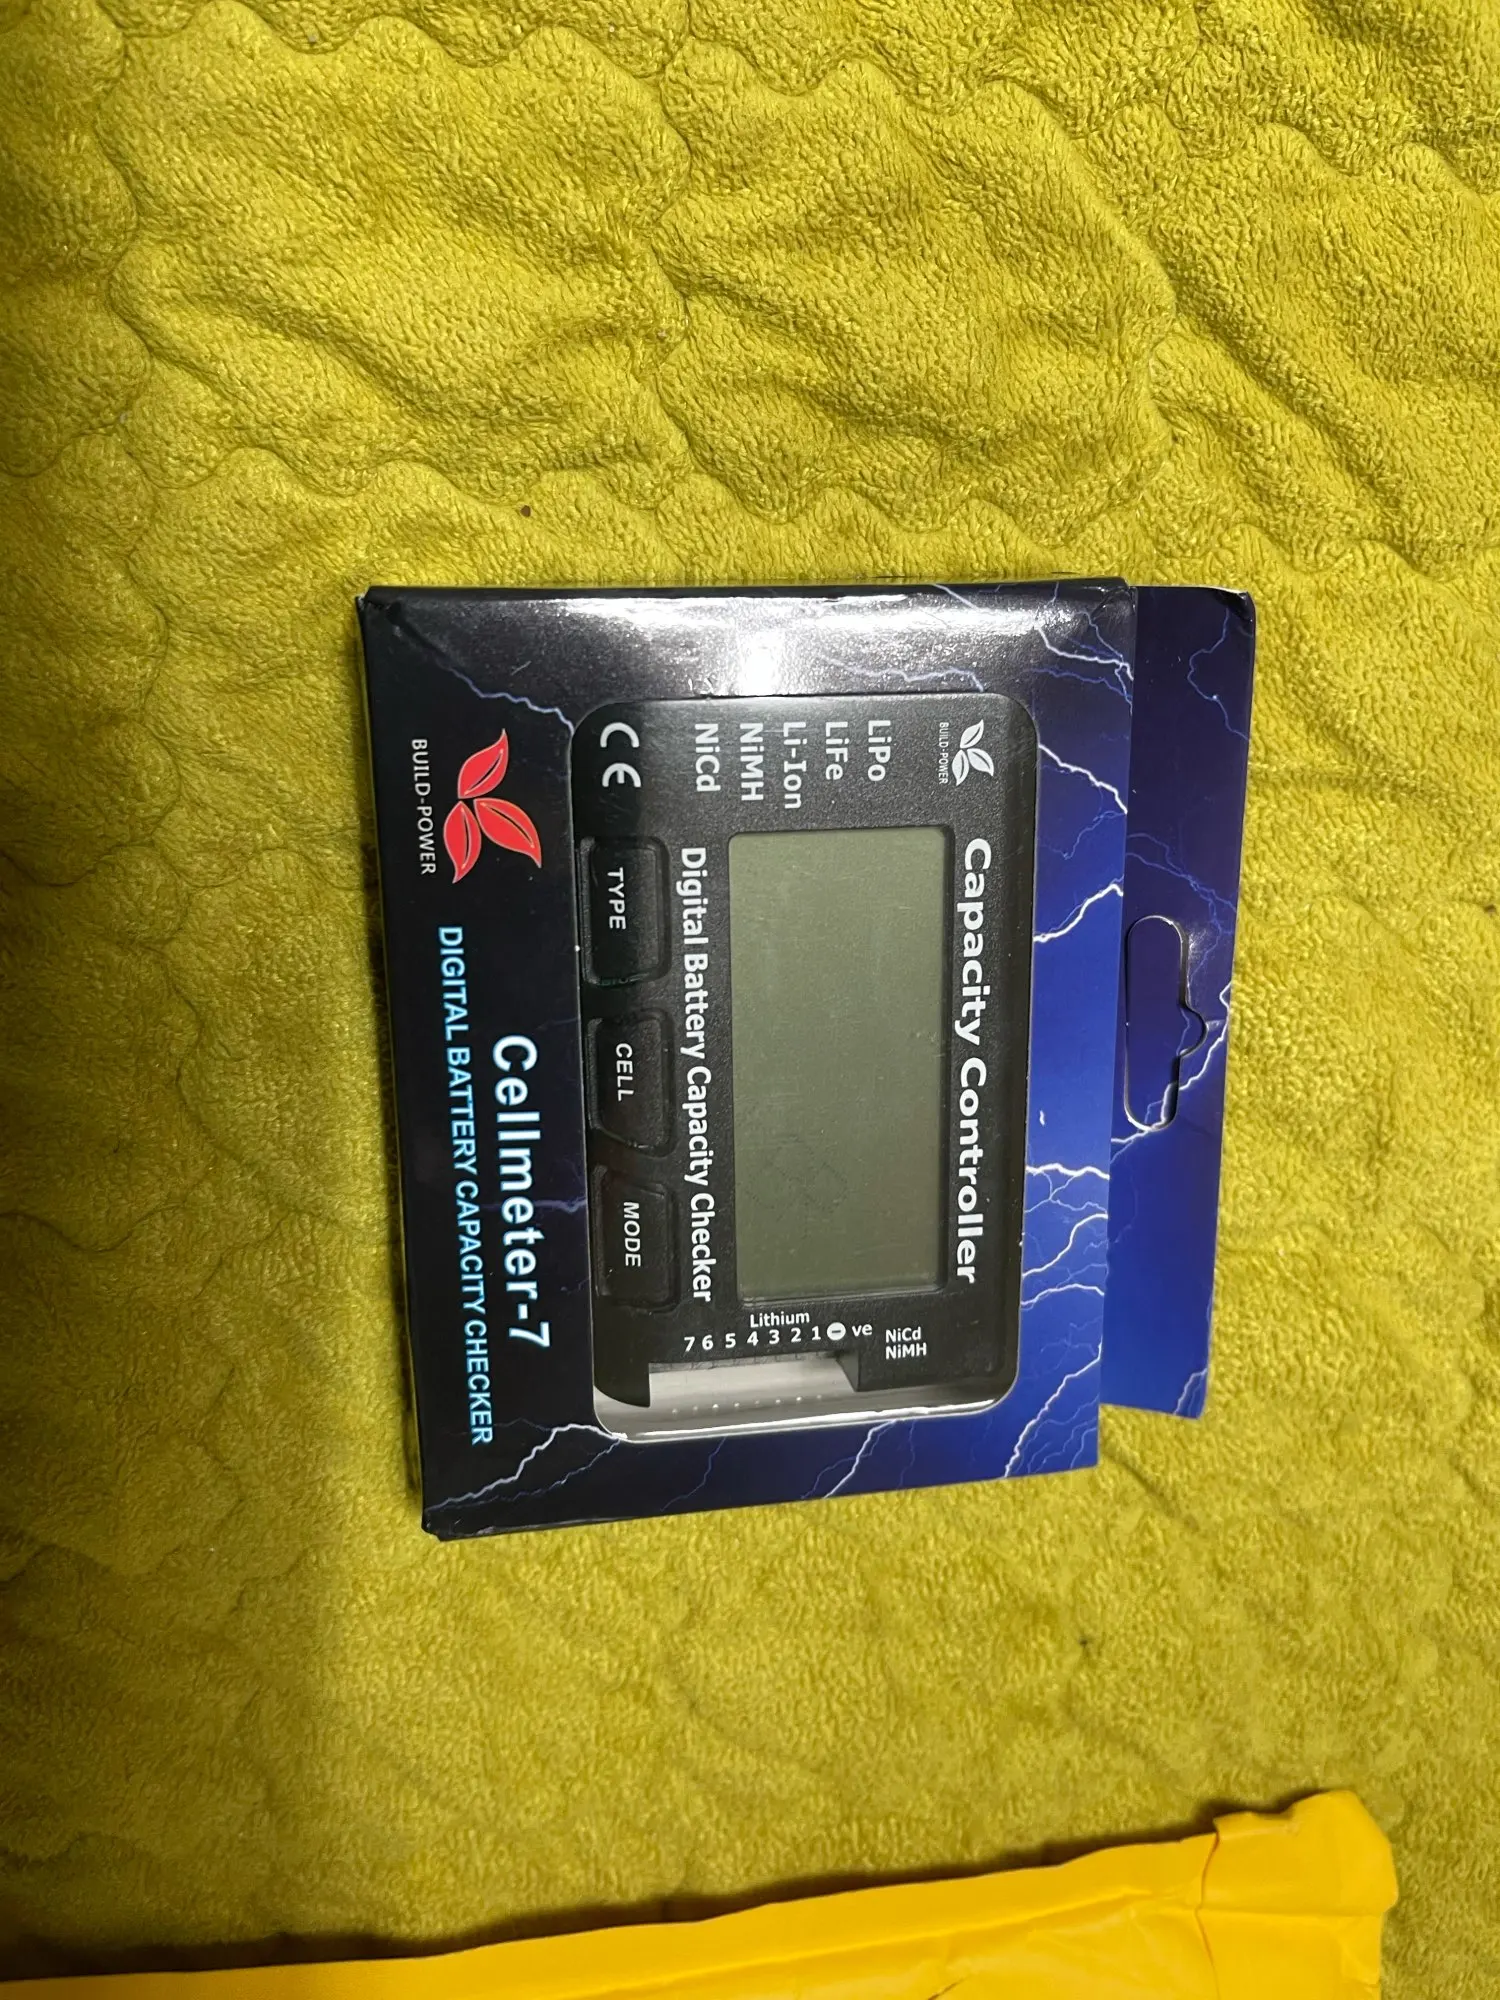 BUILD-POWER
Capacity Controller
LiPo
LiFe
Li-Ion
NiMH
NiCd
Digital Battery Capacity Checker
NiCd
NiMH
Lithium
7 6 5 4 3 2 1 - ve
CE
TYPE
CELL
MODE
BUILD-POWER
Cellmeter-7
DIGITAL BATTERY CAPACITY CHECKER